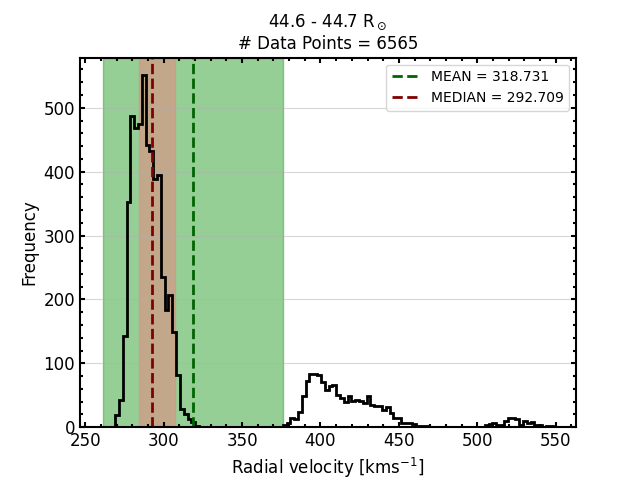 44.6 - 44.7 R⊙
# Data Points = 6565
MEAN = 318.731
MEDIAN = 292.709
Frequency
500
400
300
200
100
0
250 300 350 400 450 500 550
Radial velocity [kms⁻¹]